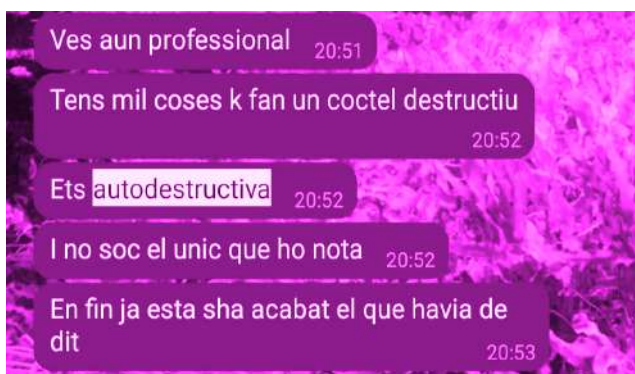 Ves aun professional 20:51
Tens mil coses k fan un coctel destructiu
20:52
Ets autodestructiva 20:52
I no soc el unic que ho nota 20:52
En fin ja esta sha acabat el que havia de
dit 20:53